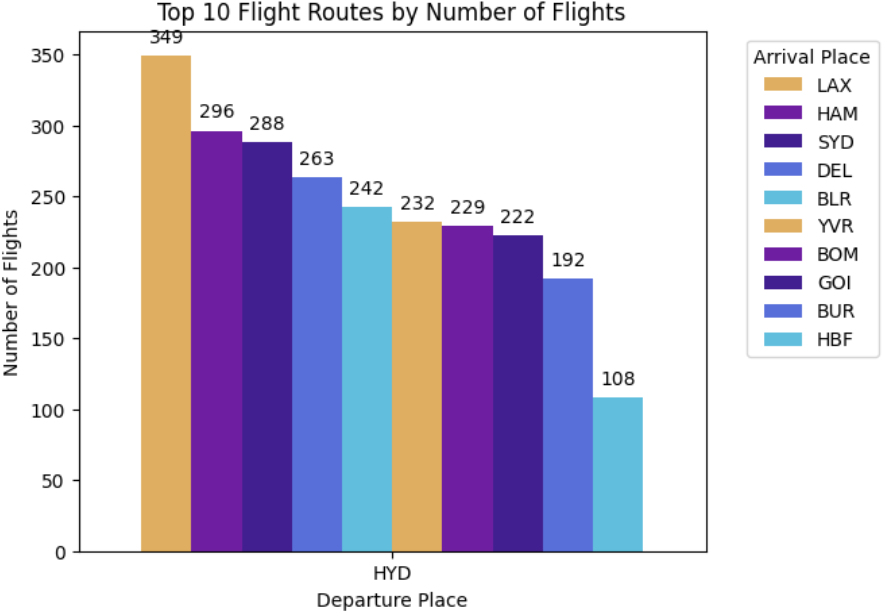 Top 10 Flight Routes by Number of Flights
349
296
288
263
242
232
229
222
192
108
350
300
250
200
150
100
50
0
Number of Flights
HYD
Departure Place
Arrival Place
LAX
HAM
SYD
DEL
BLR
YVR
BOM
GOI
BUR
HBF